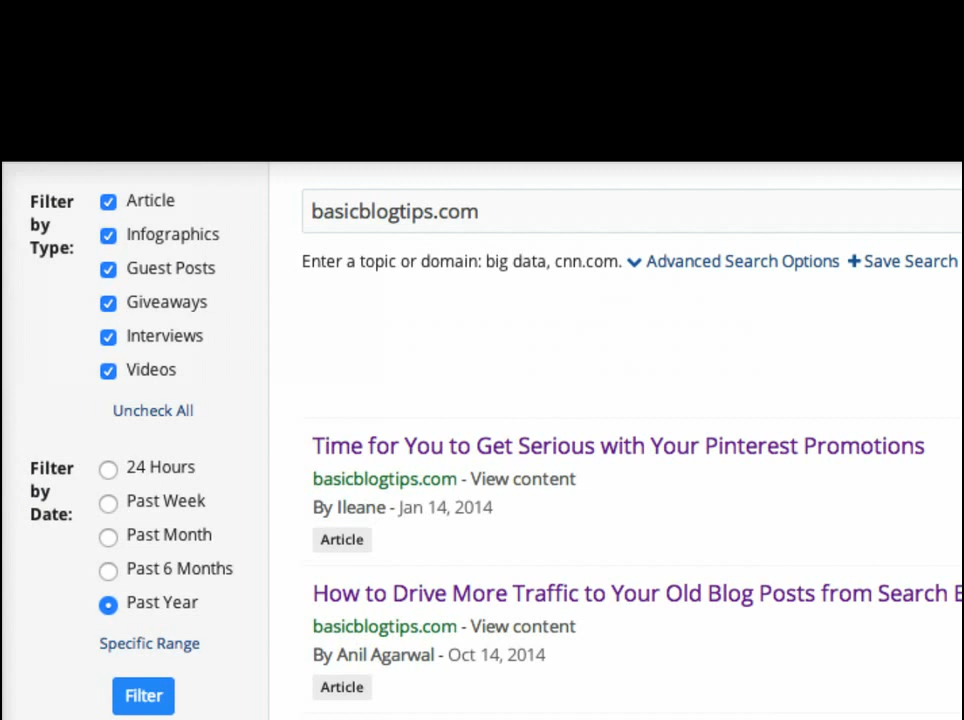 Filter by Type:
Article
Infographics
Guest Posts
Giveaways
Interviews
Videos
Uncheck All
Filter by Date:
24 Hours
Past Week
Past Month
Past 6 Months
Past Year
Specific Range
Filter
basicblogtips.com
Enter a topic or domain: big data, cnn.com. Advanced Search Options +Save Search
Time for You to Get Serious with Your Pinterest Promotions
basicblogtips.com - View content
By Ileane - Jan 14, 2014
Article
How to Drive More Traffic to Your Old Blog Posts from Search
basicblogtips.com - View content
By Anil Agarwal - Oct 14, 2014
Article